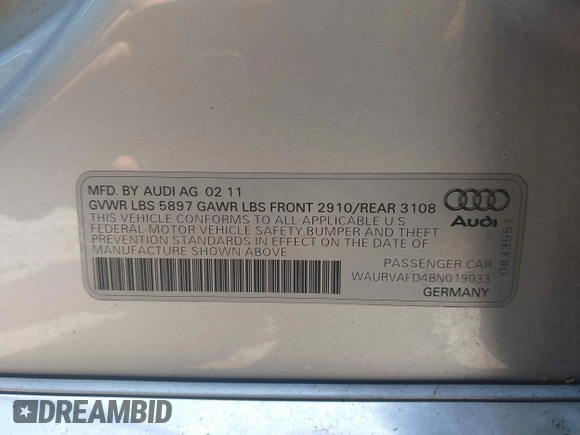 MFD. BY AUDI AG 02 11
GVWR LBS 5897 GAWR LBS FRONT 2910/REAR 3108
THIS VEHICLE CONFORMS TO ALL APPLICABLE U S
FEDERAL MOTOR VEHICLE SAFETY,BUMPER AND THEFT
PREVENTION STANDARDS IN EFFECT ON THE DATE OF
MANUFACTURE SHOWN ABOVE
Audi
PASSENGER CAR
WAURVAFD4BN019033
GERMANY
0833551
DREAMBID